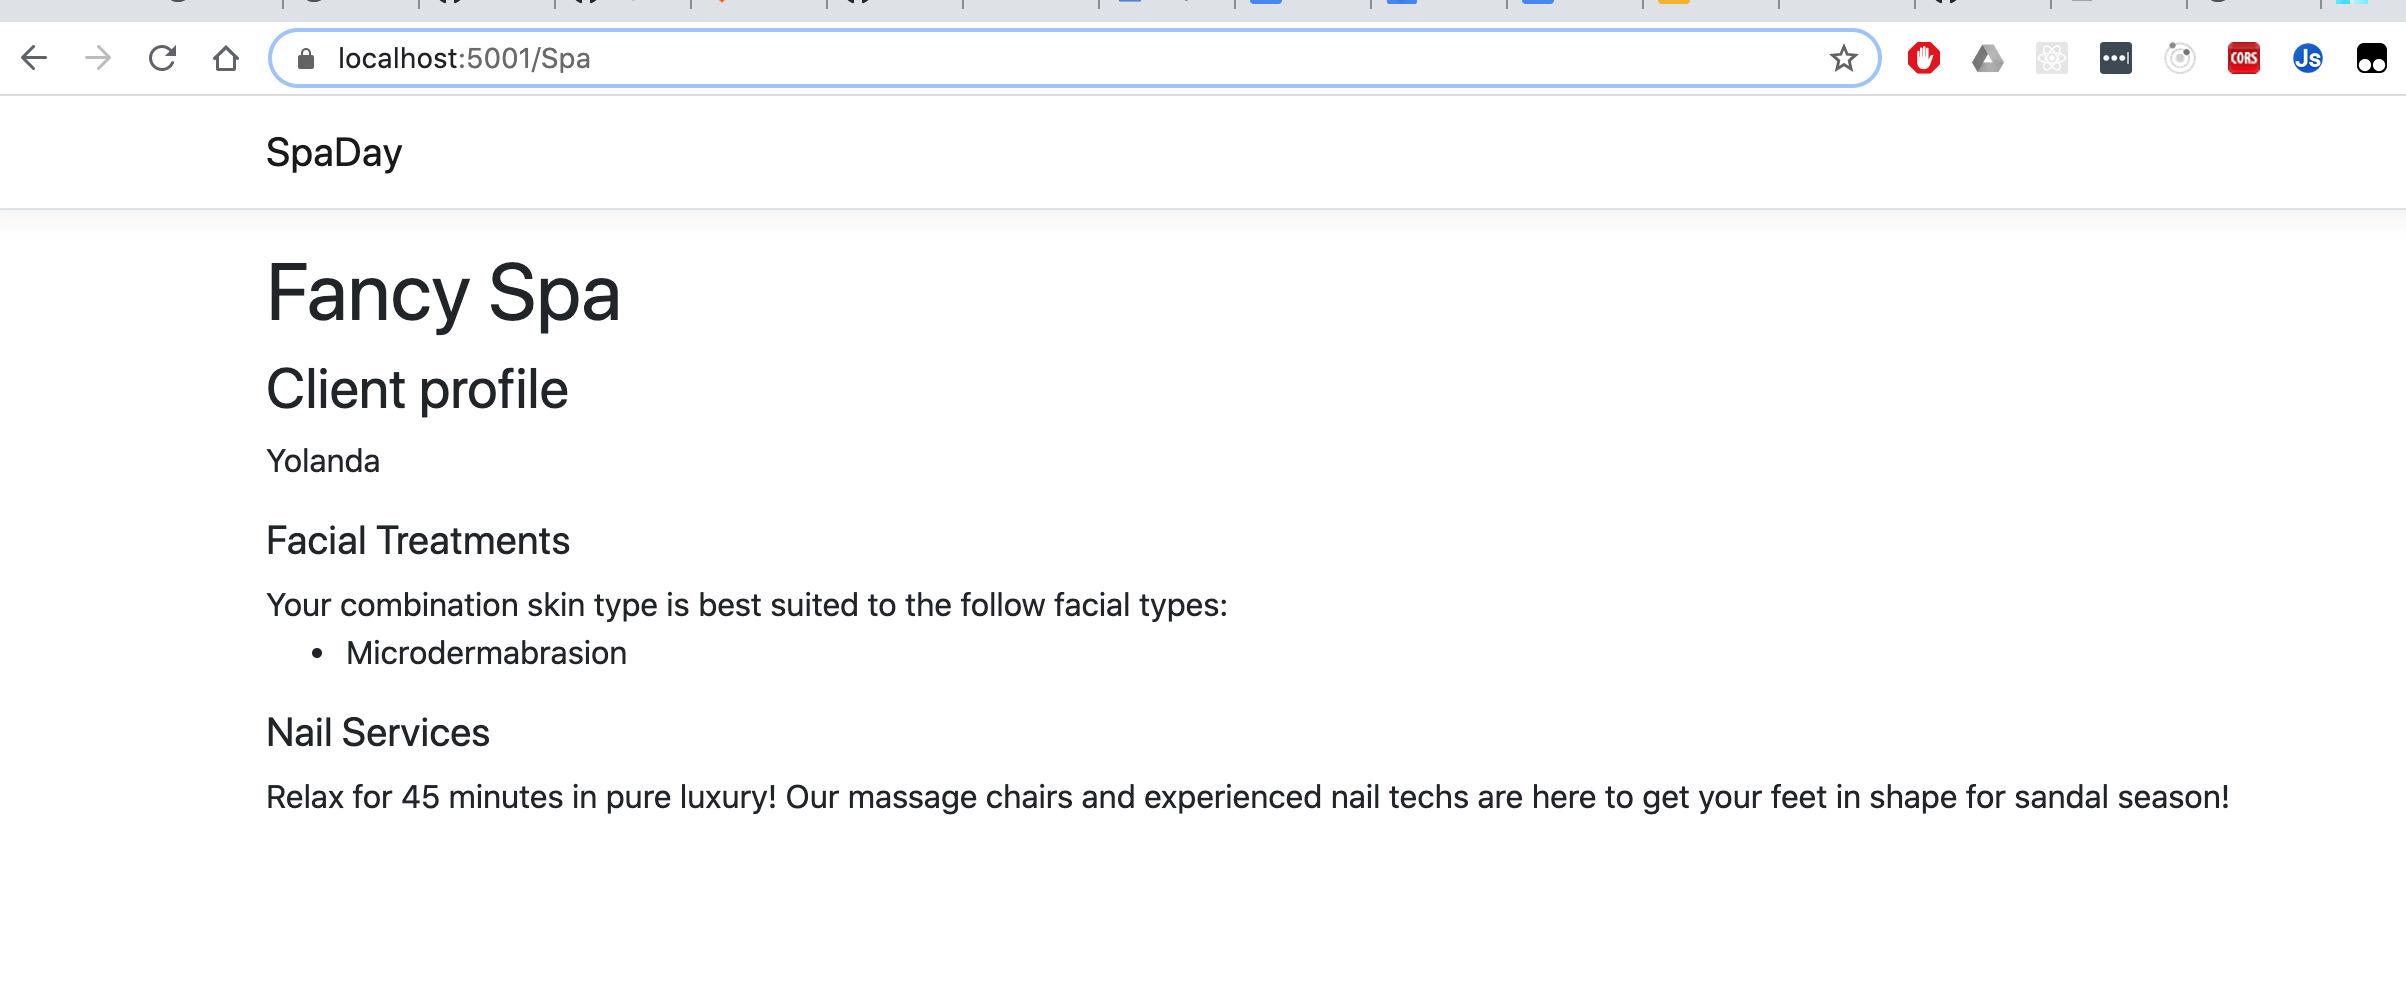 localhost:5001/Spa
CORS
JS
SpaDay
Fancy Spa
Client profile
Yolanda
Facial Treatments
Your combination skin type is best suited to the follow facial types:
• Microdermabrasion
Nail Services
Relax for 45 minutes in pure luxury! Our massage chairs and experienced nail techs are here to get your feet in shape for sandal season!